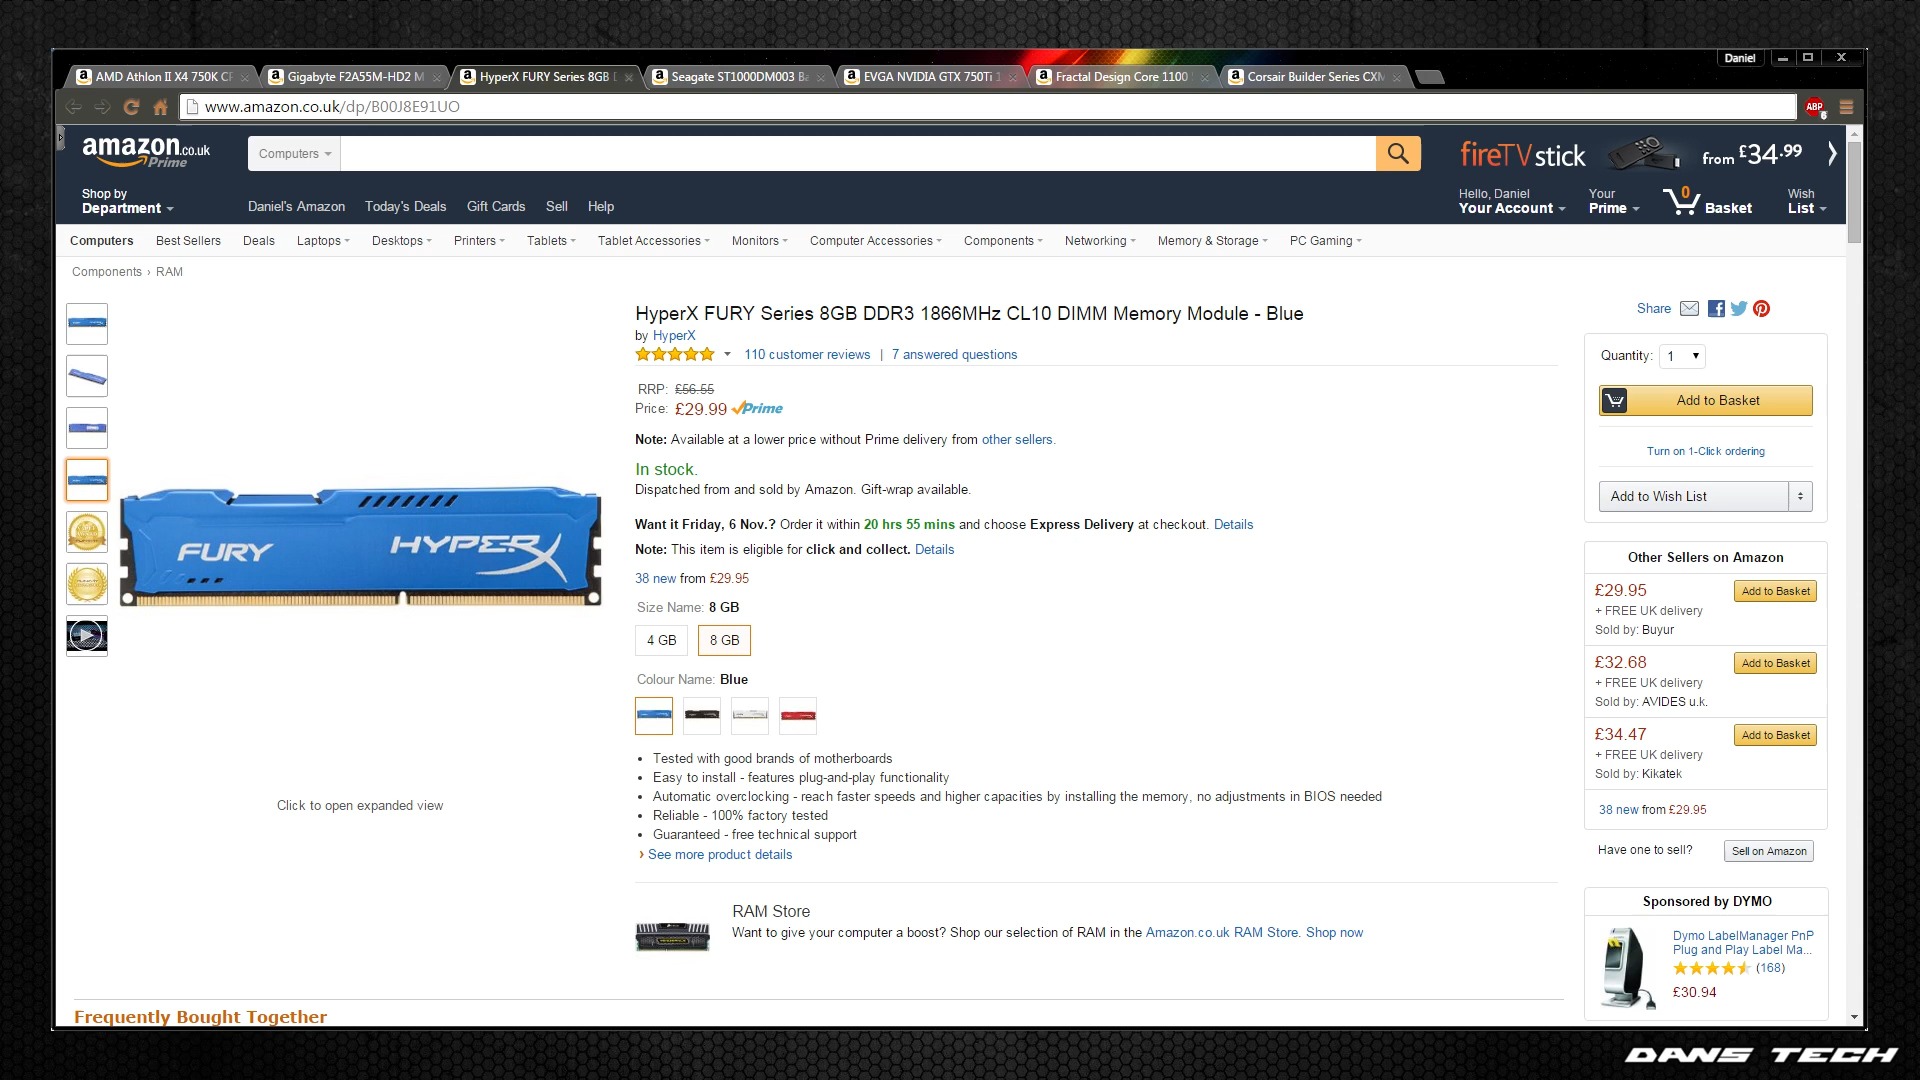 Daniel
AMD Athlon II X4 750K CP
Gigabyte F2A55M-HD2 M
HyperX FURY Series 8GB D
Seagate ST1000DM003 Ba
EVGA NVIDIA GTX 750Ti 1
Fractal Design Core 1100
Corsair Builder Series CXM
www.amazon.co.uk/dp/B00J8E91UO
ABP
6
amazon.co.uk
Prime
Computers
fireTVstick
from £34.99
Shop by
Department
Daniel's Amazon
Today's Deals
Gift Cards
Sell
Help
Hello, Daniel
Your Account
Your
Prime
0
Basket
Wish
List
Computers
Best Sellers
Deals
Laptops
Desktops
Printers
Tablets
Tablet Accessories
Monitors
Computer Accessories
Components
Networking
Memory & Storage
PC Gaming
Components › RAM
HyperX FURY Series 8GB DDR3 1866MHz CL10 DIMM Memory Module - Blue
by HyperX
110 customer reviews | 7 answered questions
RRP: £56.55
Price: £29.99 Prime
Note: Available at a lower price without Prime delivery from other sellers.
In stock.
Dispatched from and sold by Amazon. Gift-wrap available.
Want it Friday, 6 Nov.? Order it within 20 hrs 55 mins and choose Express Delivery at checkout. Details
Note: This item is eligible for click and collect. Details
38 new from £29.95
Size Name: 8 GB
4 GB
8 GB
Colour Name: Blue
• Tested with good brands of motherboards
• Easy to install - features plug-and-play functionality
• Automatic overclocking - reach faster speeds and higher capacities by installing the memory, no adjustments in BIOS needed
• Reliable - 100% factory tested
• Guaranteed - free technical support
› See more product details
FURY
HYPERX
Click to open expanded view
RAM Store
Want to give your computer a boost? Shop our selection of RAM in the Amazon.co.uk RAM Store. Shop now
Frequently Bought Together
Share
Quantity: 1
Add to Basket
Turn on 1-Click ordering
Add to Wish List
Other Sellers on Amazon
£29.95
Add to Basket
+ FREE UK delivery
Sold by: Buyur
£32.68
Add to Basket
+ FREE UK delivery
Sold by: AVIDES u.k.
£34.47
Add to Basket
+ FREE UK delivery
Sold by: Kikatek
38 new from £29.95
Have one to sell?
Sell on Amazon
Sponsored by DYMO
Dymo LabelManager PnP
Plug and Play Label Ma...
(168)
£30.94
DANS TECH